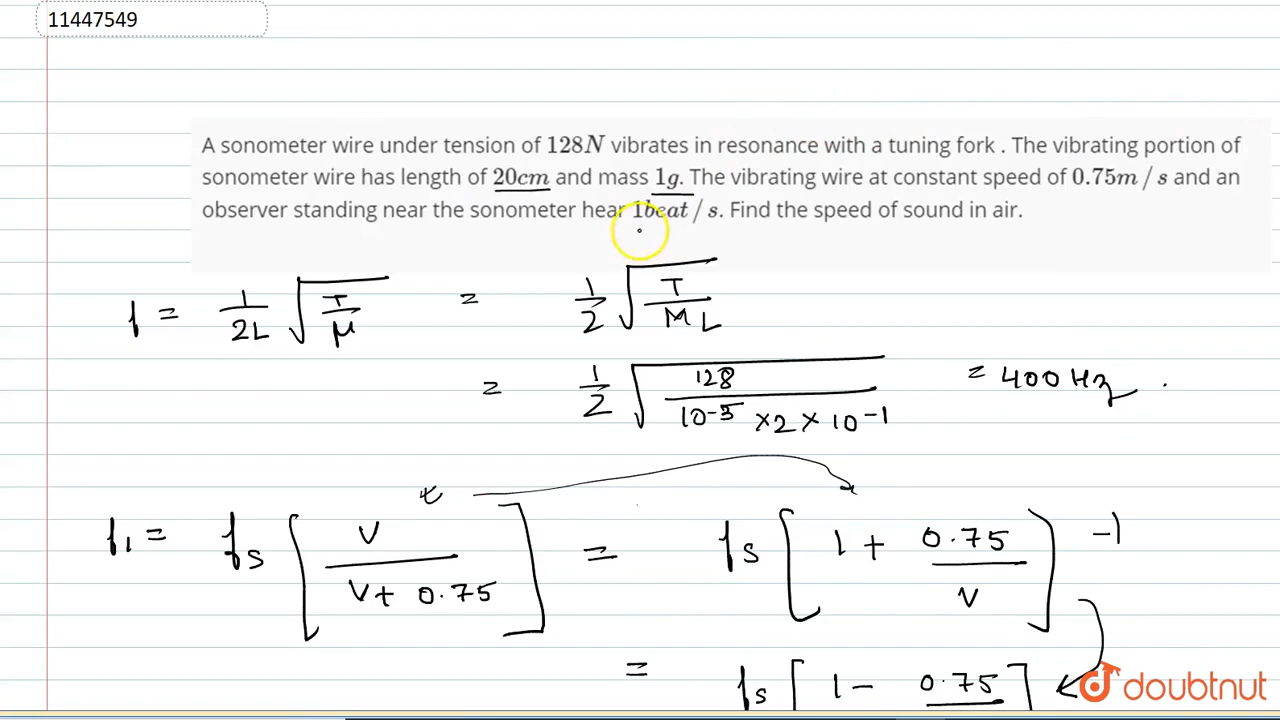 11447549
A sonometer wire under tension of 128N vibrates in resonance with a tuning fork . The vibrating portion of
sonometer wire has length of 20cm and mass 1g. The vibrating wire at constant speed of 0.75m / s and an
observer standing near the sonometer hear 1beat / s. Find the speed of sound in air.
f = 1/2L √(T/μ) = 1/2 √(T/ML)
= 1/2 √(128/(10⁻³ × 2 × 10⁻¹)) = 400 Hz .
f₁ = fs [v/(v + 0.75)] = fs [1 + 0.75/v]⁻¹
= fs [1 - 0.75
doubtnut